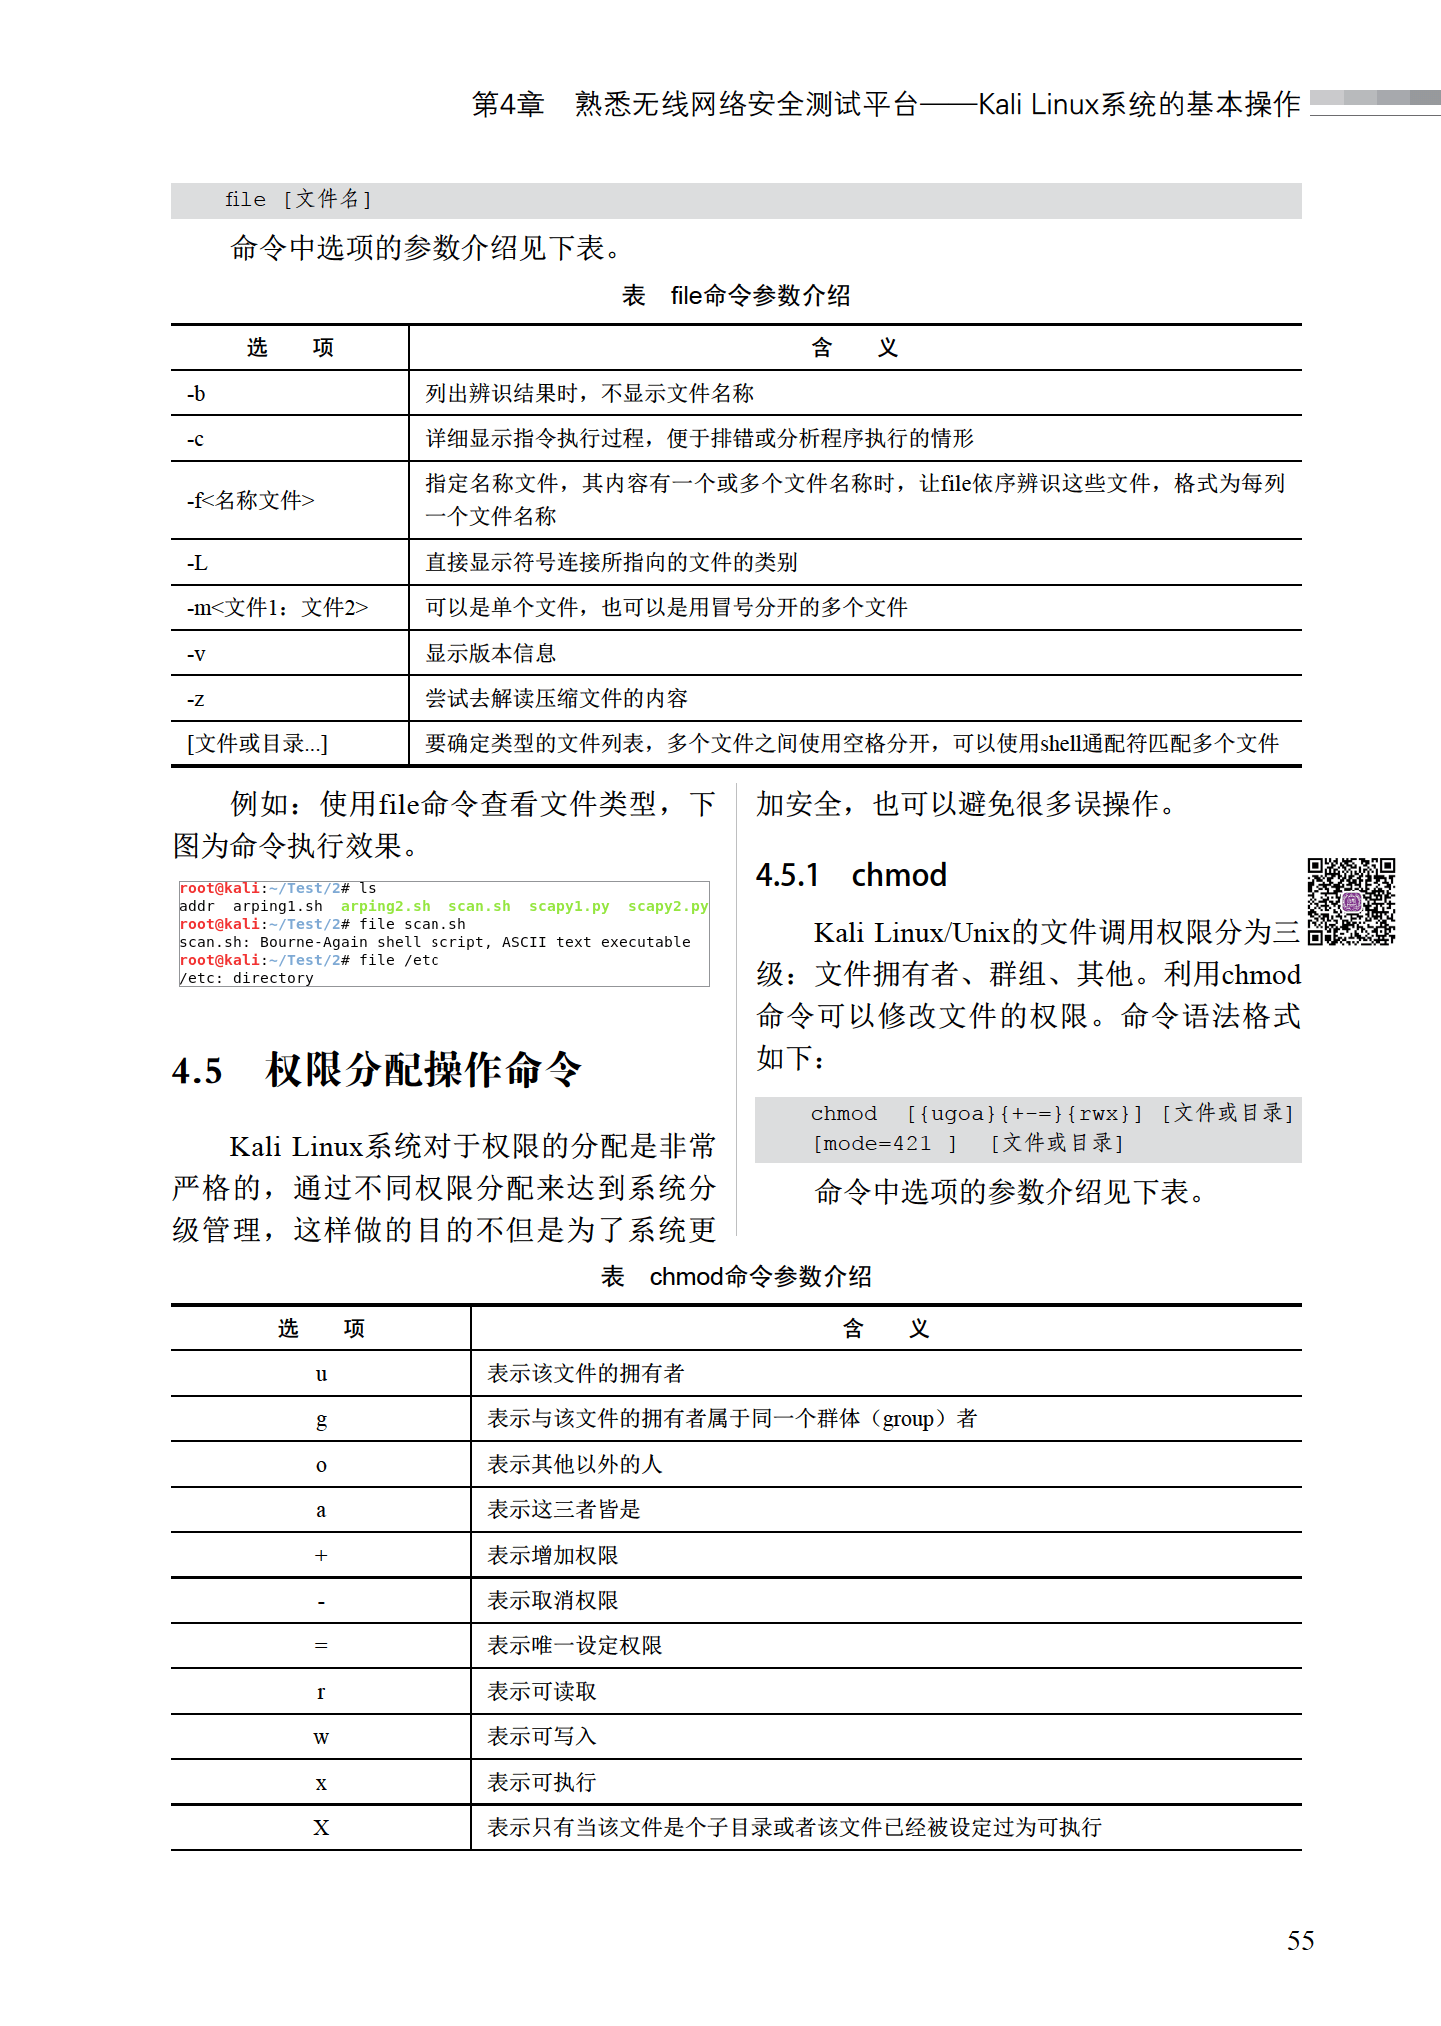 第4章　熟悉无线网络安全测试平台——Kali Linux系统的基本操作
file [文件名]
命令中选项的参数介绍见下表。
表　file命令参数介绍
选　项　含　义
-b　列出辨识结果时，不显示文件名称
-c　详细显示指令执行过程，便于排错或分析程序执行的情形
-f<名称文件>　指定名称文件，其内容有一个或多个文件名称时，让file依序辨识这些文件，格式为每列
一个文件名称
-L　直接显示符号连接所指向的文件的类别
-m<文件1：文件2>　可以是单个文件，也可以是用冒号分开的多个文件
-v　显示版本信息
-z　尝试去解读压缩文件的内容
[文件或目录...]　要确定类型的文件列表，多个文件之间使用空格分开，可以使用shell通配符匹配多个文件
例如：使用file命令查看文件类型，下
图为命令执行效果。
root@kali:~/Test/2# ls
addr  arping1.sh  arping2.sh  scan.sh  scapy1.py  scapy2.py
root@kali:~/Test/2# file scan.sh
scan.sh: Bourne-Again shell script, ASCII text executable
root@kali:~/Test/2# file /etc
/etc: directory
4.5　权限分配操作命令
Kali Linux系统对于权限的分配是非常
严格的，通过不同权限分配来达到系统分
级管理，这样做的目的不但是为了系统更
加安全，也可以避免很多误操作。
4.5.1　chmod
Kali Linux/Unix的文件调用权限分为三
级：文件拥有者、群组、其他。利用chmod
命令可以修改文件的权限。命令语法格式
如下：
chmod  [{ugoa}{+-=}{rwx}] [文件或目录]
[mode=421 ]  [文件或目录]
命令中选项的参数介绍见下表。
表　chmod命令参数介绍
选　项　含　义
u　表示该文件的拥有者
g　表示与该文件的拥有者属于同一个群体（group）者
o　表示其他以外的人
a　表示这三者皆是
+　表示增加权限
-　表示取消权限
=　表示唯一设定权限
r　表示可读取
w　表示可写入
x　表示可执行
X　表示只有当该文件是个子目录或者该文件已经被设定过为可执行
55